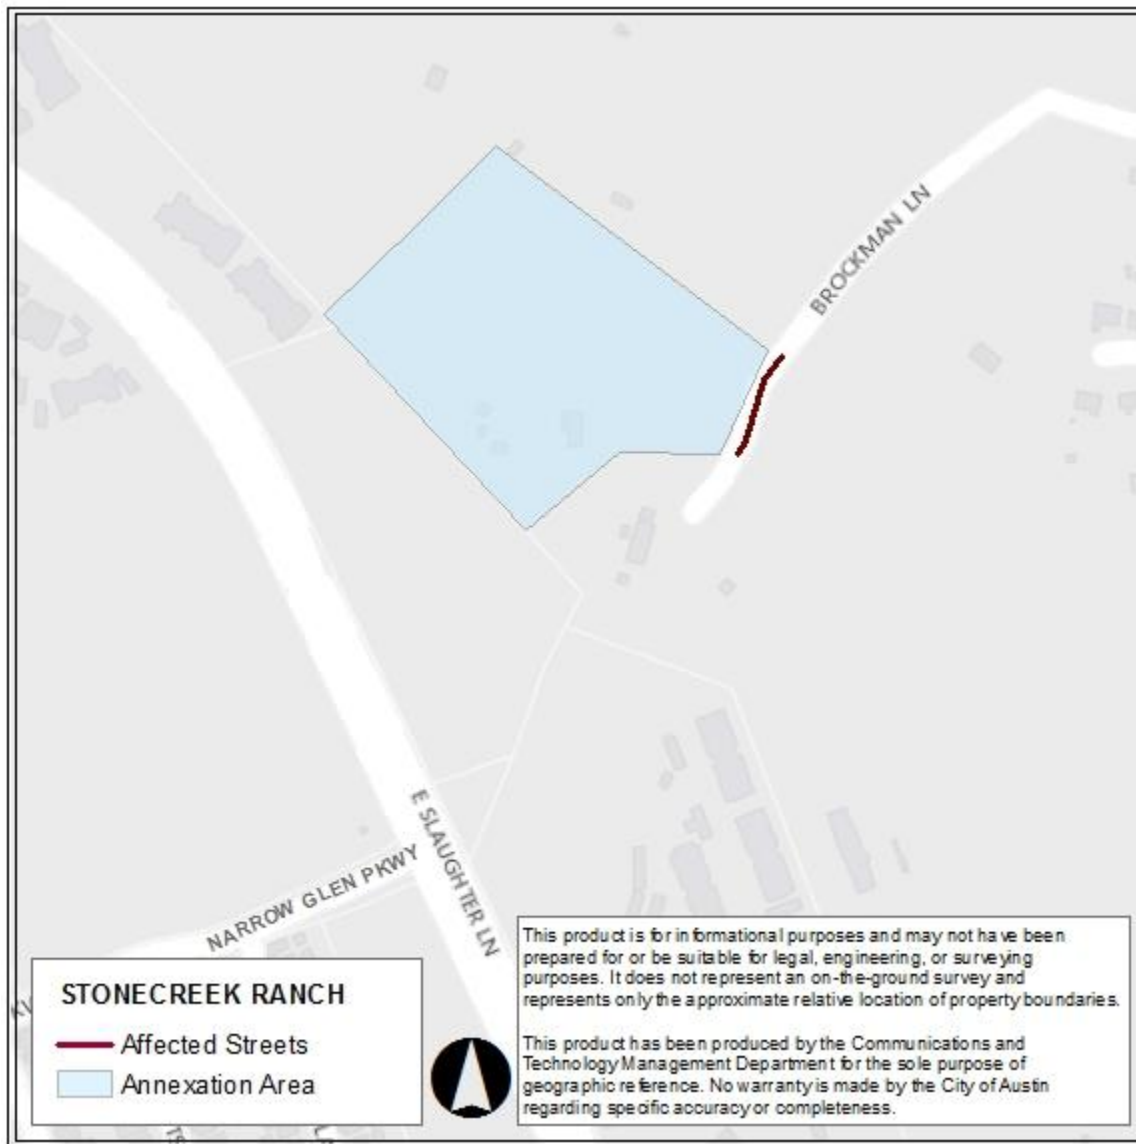 BROCKMAN LN
E SLAUGHTER LN
NARROW GLEN PKWY
STONECREEK RANCH
Affected Streets
Annexation Area
This product is for informational purposes and may not have been
prepared for or be suitable for legal, engineering, or surveying
purposes. It does not represent an on-the-ground survey and
represents only the approximate relative location of property boundaries.
This product has been produced by the Communications and
Technology Management Department for the sole purpose of
geographic reference. No warranty is made by the City of Austin
regarding specific accuracy or completeness.